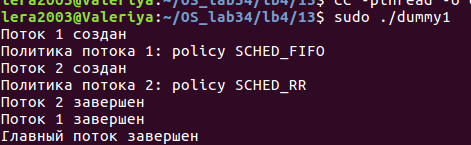 lera2003@Valeriya:~/OS_lab34/lb4/13$ cc -pthread -o
lera2003@Valeriya:~/OS_lab34/lb4/13$ sudo ./dummy1
Поток 1 создан
Политика потока 1: policy SCHED_FIFO
Поток 2 создан
Политика потока 2: policy SCHED_RR
Поток 2 завершен
Поток 1 завершен
Главный поток завершен